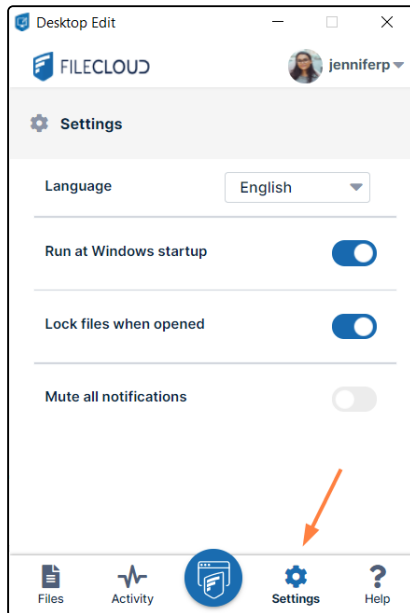 Desktop Edit
FILECLOUD
jenniferp
Settings
Language
English
Run at Windows startup
Lock files when opened
Mute all notifications
Files
Activity
Settings
Help